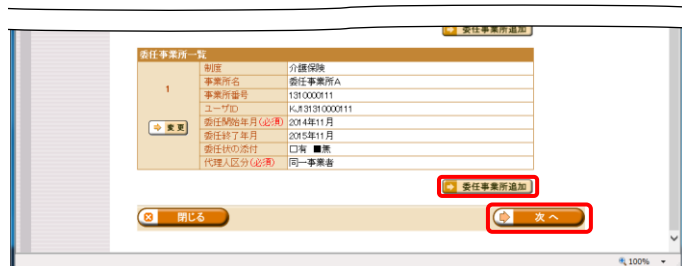 委任事業所追加
委任事業所一覧
1
変更
制度 介護保険
事業所名 委任事業所A
事業所番号 1310000111
ユーザID KJ131310000111
委任開始年月(必須) 2014年11月
委任終了年月 2015年11月
委任状の添付 □有 ■無
代理人区分(必須) 同一事業者
委任事業所追加
閉じる
次へ
100%